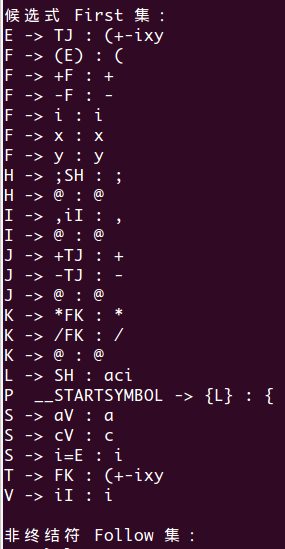 候选式 First 集：
E -> TJ : (+-ixy
F -> (E) : (
F -> +F : +
F -> -F : -
F -> i : i
F -> x : x
F -> y : y
H -> ;SH : ;
H -> @ : @
I -> ,iI : ,
I -> @ : @
J -> +TJ : +
J -> -TJ : -
J -> @ : @
K -> *FK : *
K -> /FK : /
K -> @ : @
L -> SH : aci
P  __STARTSYMBOL -> {L} : {
S -> aV : a
S -> cV : c
S -> i=E : i
T -> FK : (+-ixy
V -> iI : i
非终结符 Follow 集：